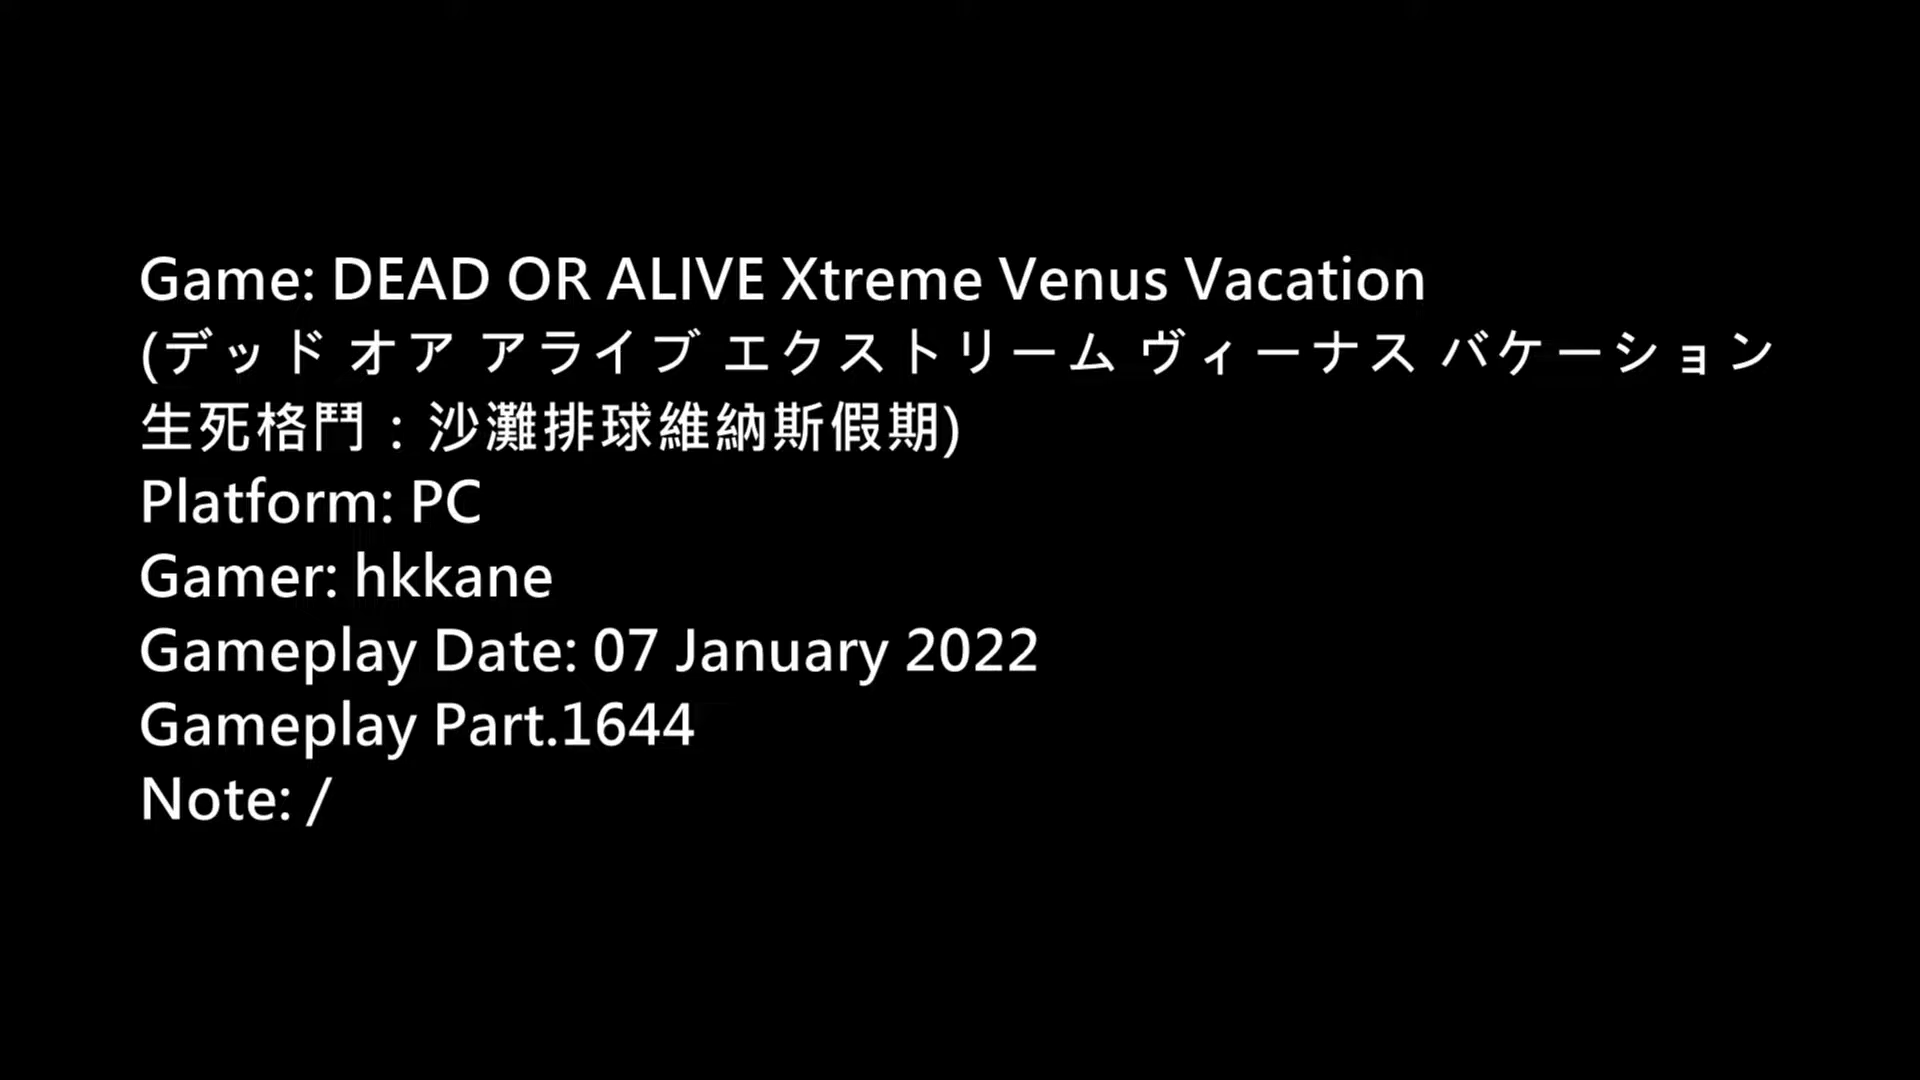 Game: DEAD OR ALIVE Xtreme Venus Vacation
(デッド オア アライブ エクストリーム ヴィーナス バケーション
生死格鬥：沙灘排球維納斯假期)
Platform: PC
Gamer: hkkane
Gameplay Date: 07 January 2022
Gameplay Part.1644
Note: /